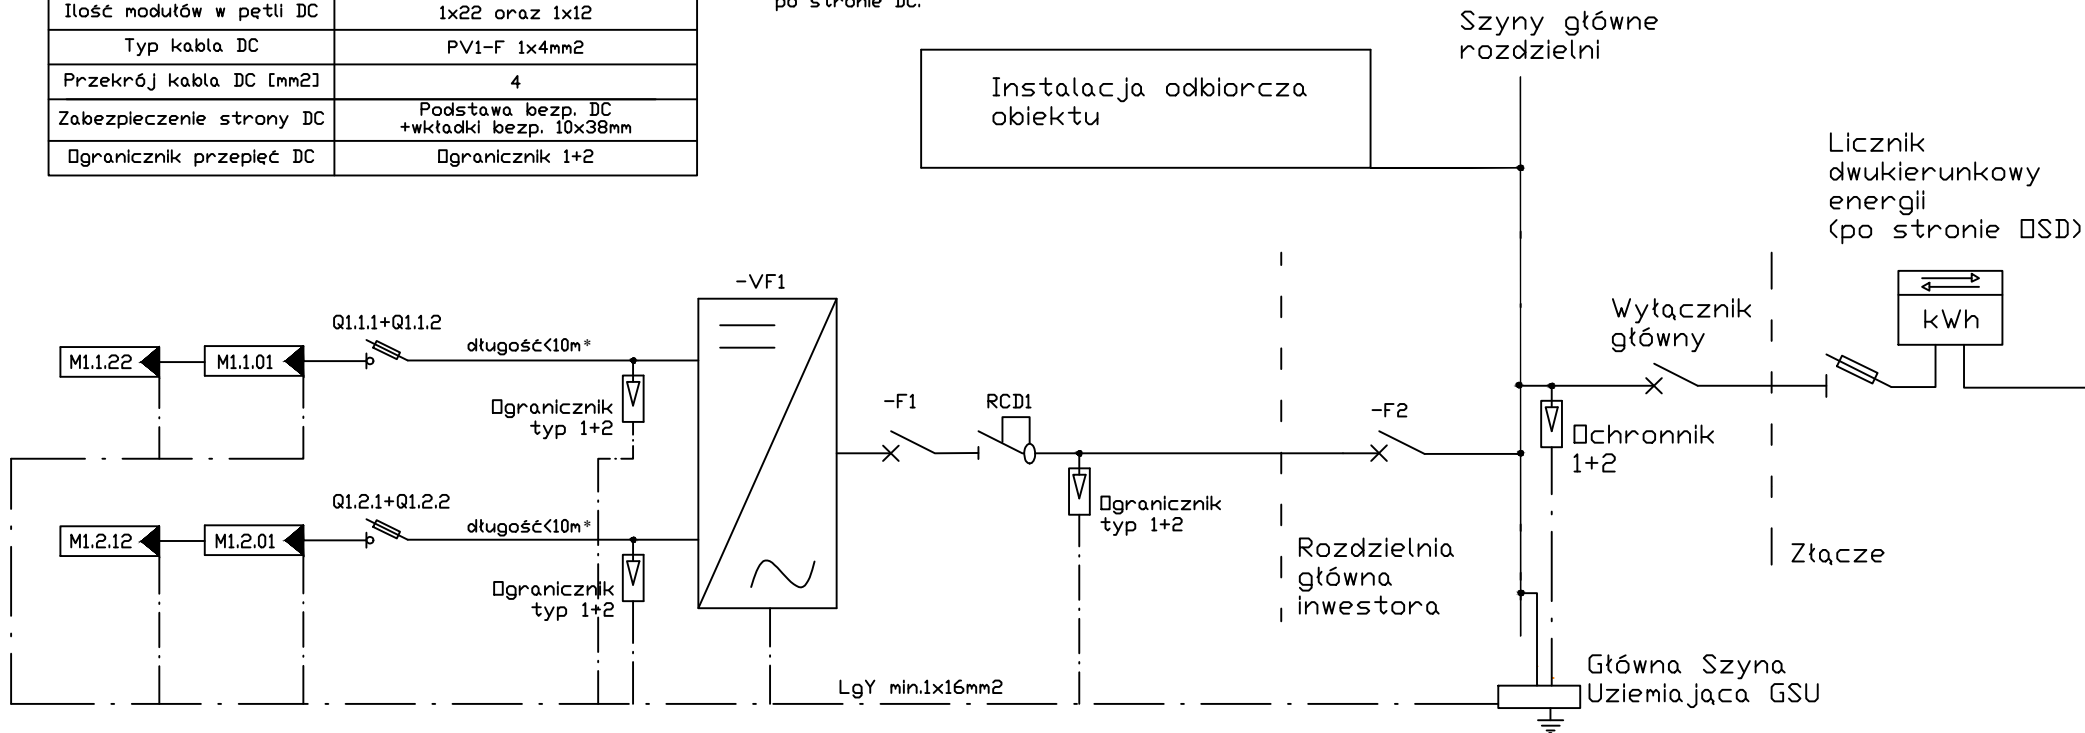 Ilość modułów w pętli DC
1x22 oraz 1x12
po stronie DC.
Typ kabla DC
PV1-F 1x4mm2
Przekrój kabla DC [mm2]
4
Zabezpieczenie strony DC
Podstawa bezp. DC
+wkładki bezp. 10x38mm
Ogranicznik przepięć DC
Ogranicznik 1+2
Szyny główne
rozdzielni
Instalacja odbiorcza
obiektu
Licznik
dwukierunkowy
energii
(po stronie OSD)
kWh
Wyłącznik
główny
-VF1
Q1.1.1+Q1.1.2
M1.1.22
M1.1.01
długość<10m*
Ogranicznik
typ 1+2
-F1
RCD1
-F2
Ochronnik
1+2
Q1.2.1+Q1.2.2
M1.2.12
M1.2.01
długość<10m*
Ogranicznik
typ 1+2
Ogranicznik
typ 1+2
Rozdzielnia
główna
inwestora
Złącze
LgY min.1x16mm2
Główna Szyna
Uziemiająca GSU